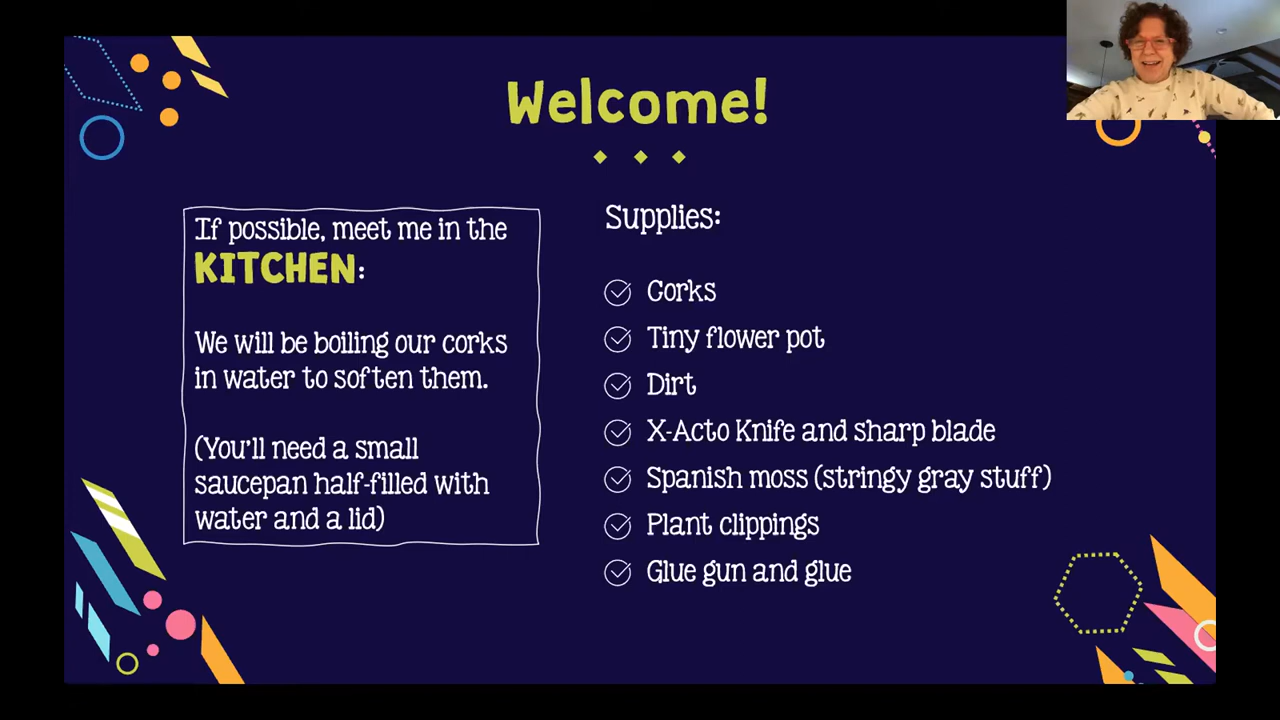 Welcome!
If possible, meet me in the
KITCHEN:
We will be boiling our corks
in water to soften them.
(You'll need a small
saucepan half-filled with
water and a lid)
Supplies:
Corks
Tiny flower pot
Dirt
X-Acto Knife and sharp blade
Spanish moss (stringy gray stuff)
Plant clippings
Glue gun and glue